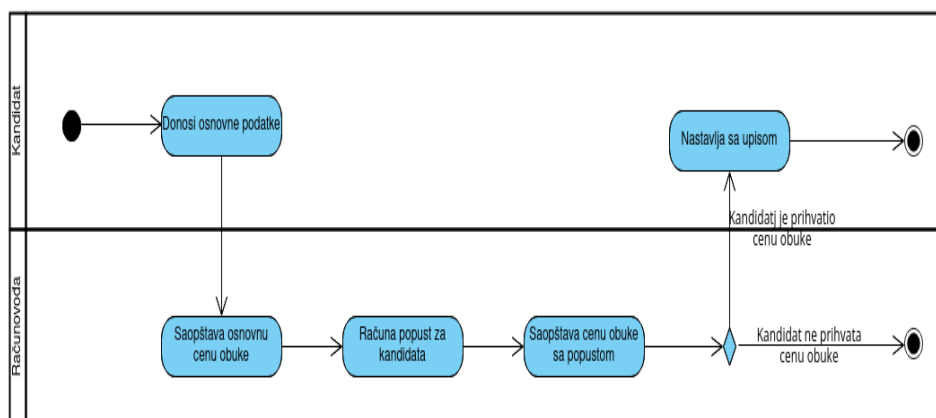 Kandidat
Donosi osnovne podatke
Nastavlja sa upisom
Kandidatj je prihvatio
cenu obuke
Računovoda
Saopštava osnovnu
cenu obuke
Računa popust za
kandidata
Saopštava cenu obuke
sa popustom
Kandidat ne prihvata
cenu obuke